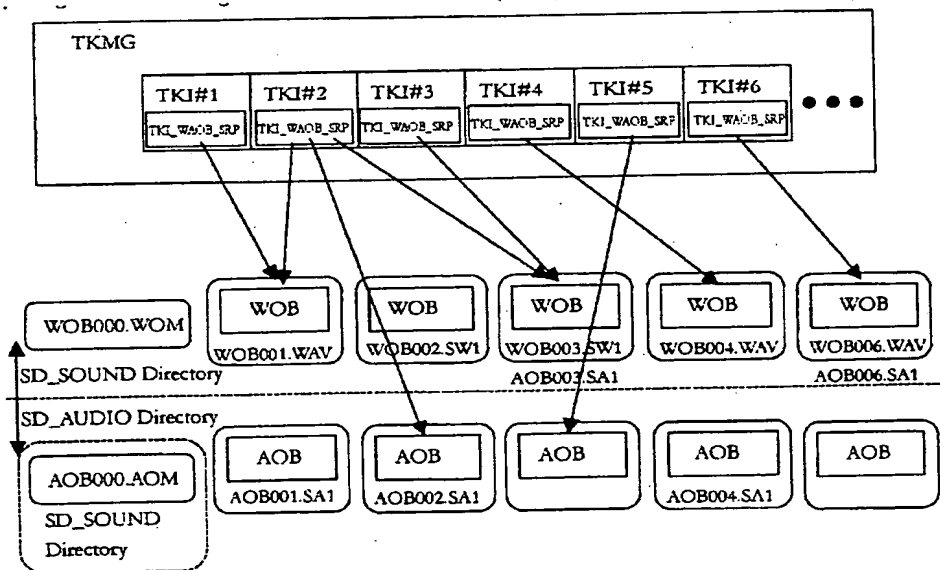 TKMG
TKI#1 TKI#2 TKI#3 TKI#4 TKI#5 TKI#6
TKI_WAOB_SRP TKI_WAOB_SRP TKI_WAOB_SRP TKI_WAOB_SRP TKI_WAOB_SRP TKI_WAOB_SRP
WOB000.WOM
WOB WOB WOB WOB WOB
WOB001.WAV WOB002.SW1 WOB003.SW1 WOB004.WAV WOB006.WAV
SD_SOUND Directory
AOB003.SA1 AOB006.SA1
SD_AUDIO Directory
AOB000.AOM
AOB AOB AOB AOB AOB
AOB001.SA1 AOB002.SA1 AOB004.SA1
SD_SOUND
Directory